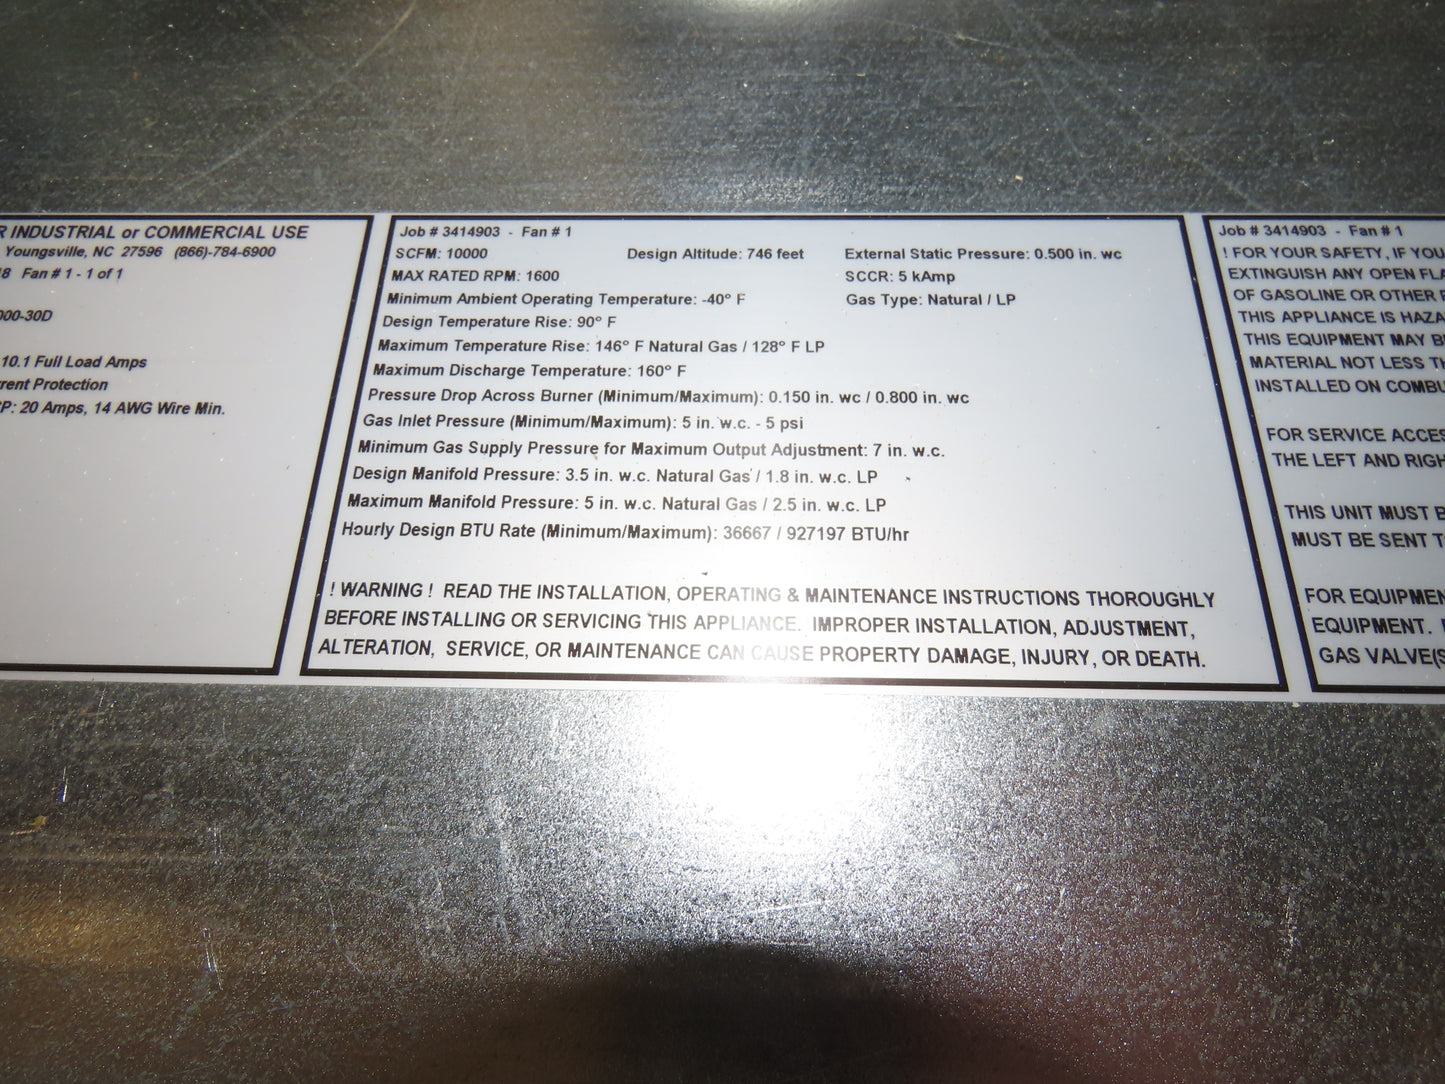 R INDUSTRIAL or COMMERCIAL USE
Youngsville, NC 27596 (866)-784-6900
8 Fan # 1 - 1 of 1
000-30D
10.1 Full Load Amps
rrent Protection
P: 20 Amps, 14 AWG Wire Min.
Job # 3414903 - Fan # 1
SCFM: 10000 Design Altitude: 746 feet External Static Pressure: 0.500 in. wc
MAX RATED RPM: 1600 SCCR: 5 kAmp
Minimum Ambient Operating Temperature: -40° F Gas Type: Natural / LP
Design Temperature Rise: 90° F
Maximum Temperature Rise: 146° F Natural Gas / 128° F LP
Maximum Discharge Temperature: 160° F
Pressure Drop Across Burner (Minimum/Maximum): 0.150 in. wc / 0.800 in. wc
Gas Inlet Pressure (Minimum/Maximum): 5 in. w.c. - 5 psi
Minimum Gas Supply Pressure for Maximum Output Adjustment: 7 in. w.c.
Design Manifold Pressure: 3.5 in. w.c. Natural Gas / 1.8 in. w.c. LP
Maximum Manifold Pressure: 5 in. w.c. Natural Gas / 2.5 in. w.c. LP
Hourly Design BTU Rate (Minimum/Maximum): 36667 / 927197 BTU/hr
! WARNING ! READ THE INSTALLATION, OPERATING & MAINTENANCE INSTRUCTIONS THOROUGHLY
BEFORE INSTALLING OR SERVICING THIS APPLIANCE. IMPROPER INSTALLATION, ADJUSTMENT,
ALTERATION, SERVICE, OR MAINTENANCE CAN CAUSE PROPERTY DAMAGE, INJURY, OR DEATH.
Job # 3414903 - Fan # 1
! FOR YOUR SAFETY, IF YOU
EXTINGUISH ANY OPEN FLA
OF GASOLINE OR OTHER
THIS APPLIANCE IS HAZA
THIS EQUIPMENT MAY B
MATERIAL NOT LESS TH
INSTALLED ON COMBU
FOR SERVICE ACCES
THE LEFT AND RIGH
THIS UNIT MUST B
MUST BE SENT T
FOR EQUIPMEN
EQUIPMENT.
GAS VALVE(S